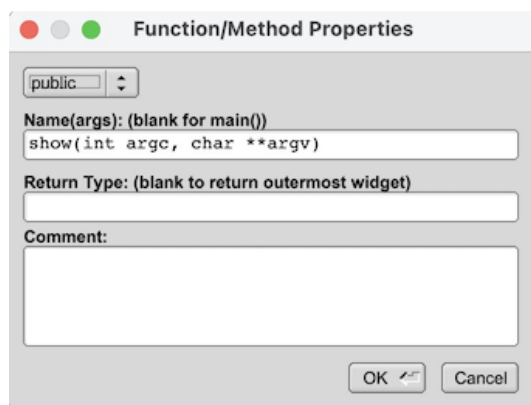 Function/Method Properties
public
Name(args): (blank for main())
show(int argc, char **argv)
Return Type: (blank to return outermost widget)
Comment:
OK
Cancel